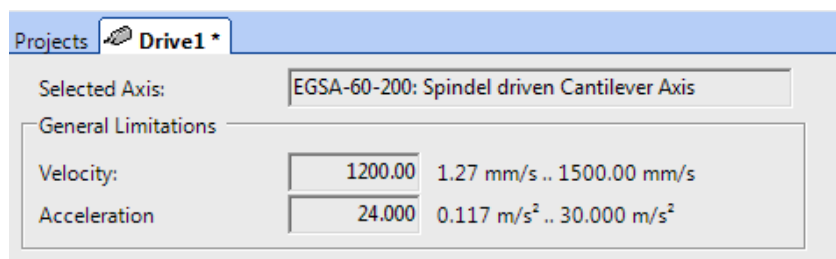 Projects Drive1 *
Selected Axis: EGSA-60-200: Spindel driven Cantilever Axis
General Limitations
Velocity: 1200.00 1.27 mm/s .. 1500.00 mm/s
Acceleration 24.000 0.117 m/s² .. 30.000 m/s²